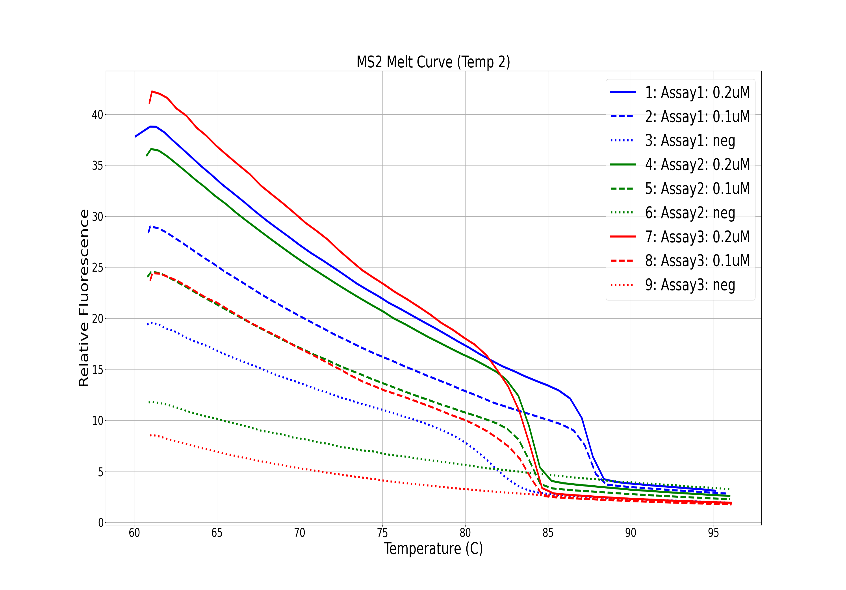 MS2 Melt Curve (Temp 2)
1: Assay1: 0.2uM
2: Assay1: 0.1uM
3: Assay1: neg
4: Assay2: 0.2uM
5: Assay2: 0.1uM
6: Assay2: neg
7: Assay3: 0.2uM
8: Assay3: 0.1uM
9: Assay3: neg
Relative Fluorescence
40
35
30
25
20
15
10
5
0
60 65 70 75 80 85 90 95
Temperature (C)